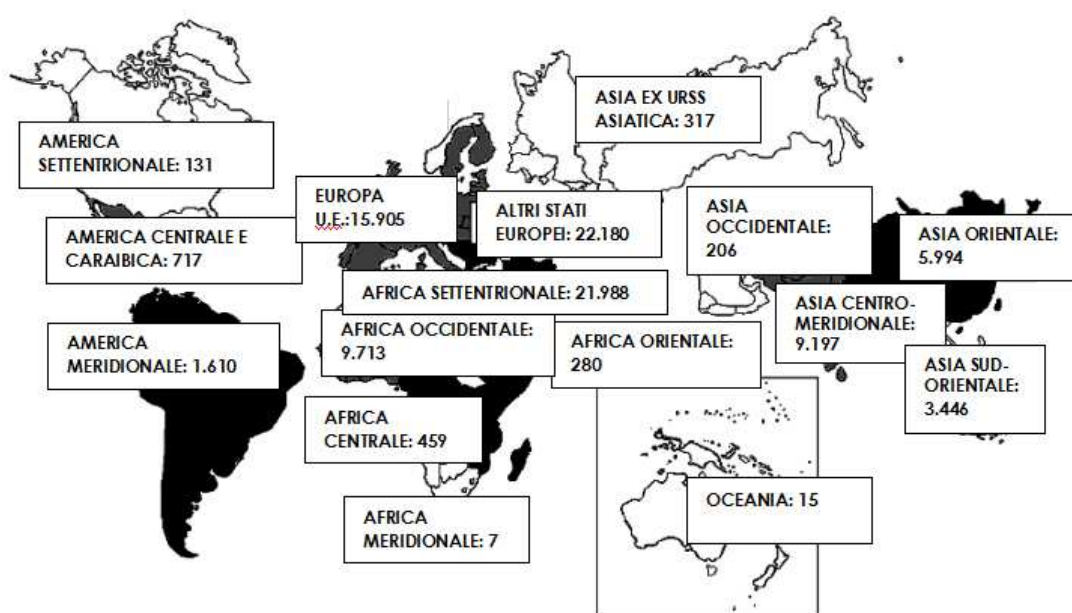 ASIA EX URSS
ASIATICA: 317
AMERICA
SETTENTRIONALE: 131
EUROPA
U.E.:15.905
ALTRI STATI
EUROPEI: 22.180
ASIA
OCCIDENTALE:
206
ASIA ORIENTALE:
5.994
AMERICA CENTRALE E
CARAIBICA: 717
AFRICA SETTENTRIONALE: 21.988
ASIA CENTRO-
MERIDIONALE:
9.197
AMERICA
MERIDIONALE: 1.610
AFRICA OCCIDENTALE:
9.713
AFRICA ORIENTALE:
280
ASIA SUD-
ORIENTALE:
3.446
AFRICA
CENTRALE: 459
OCEANIA: 15
AFRICA
MERIDIONALE: 7